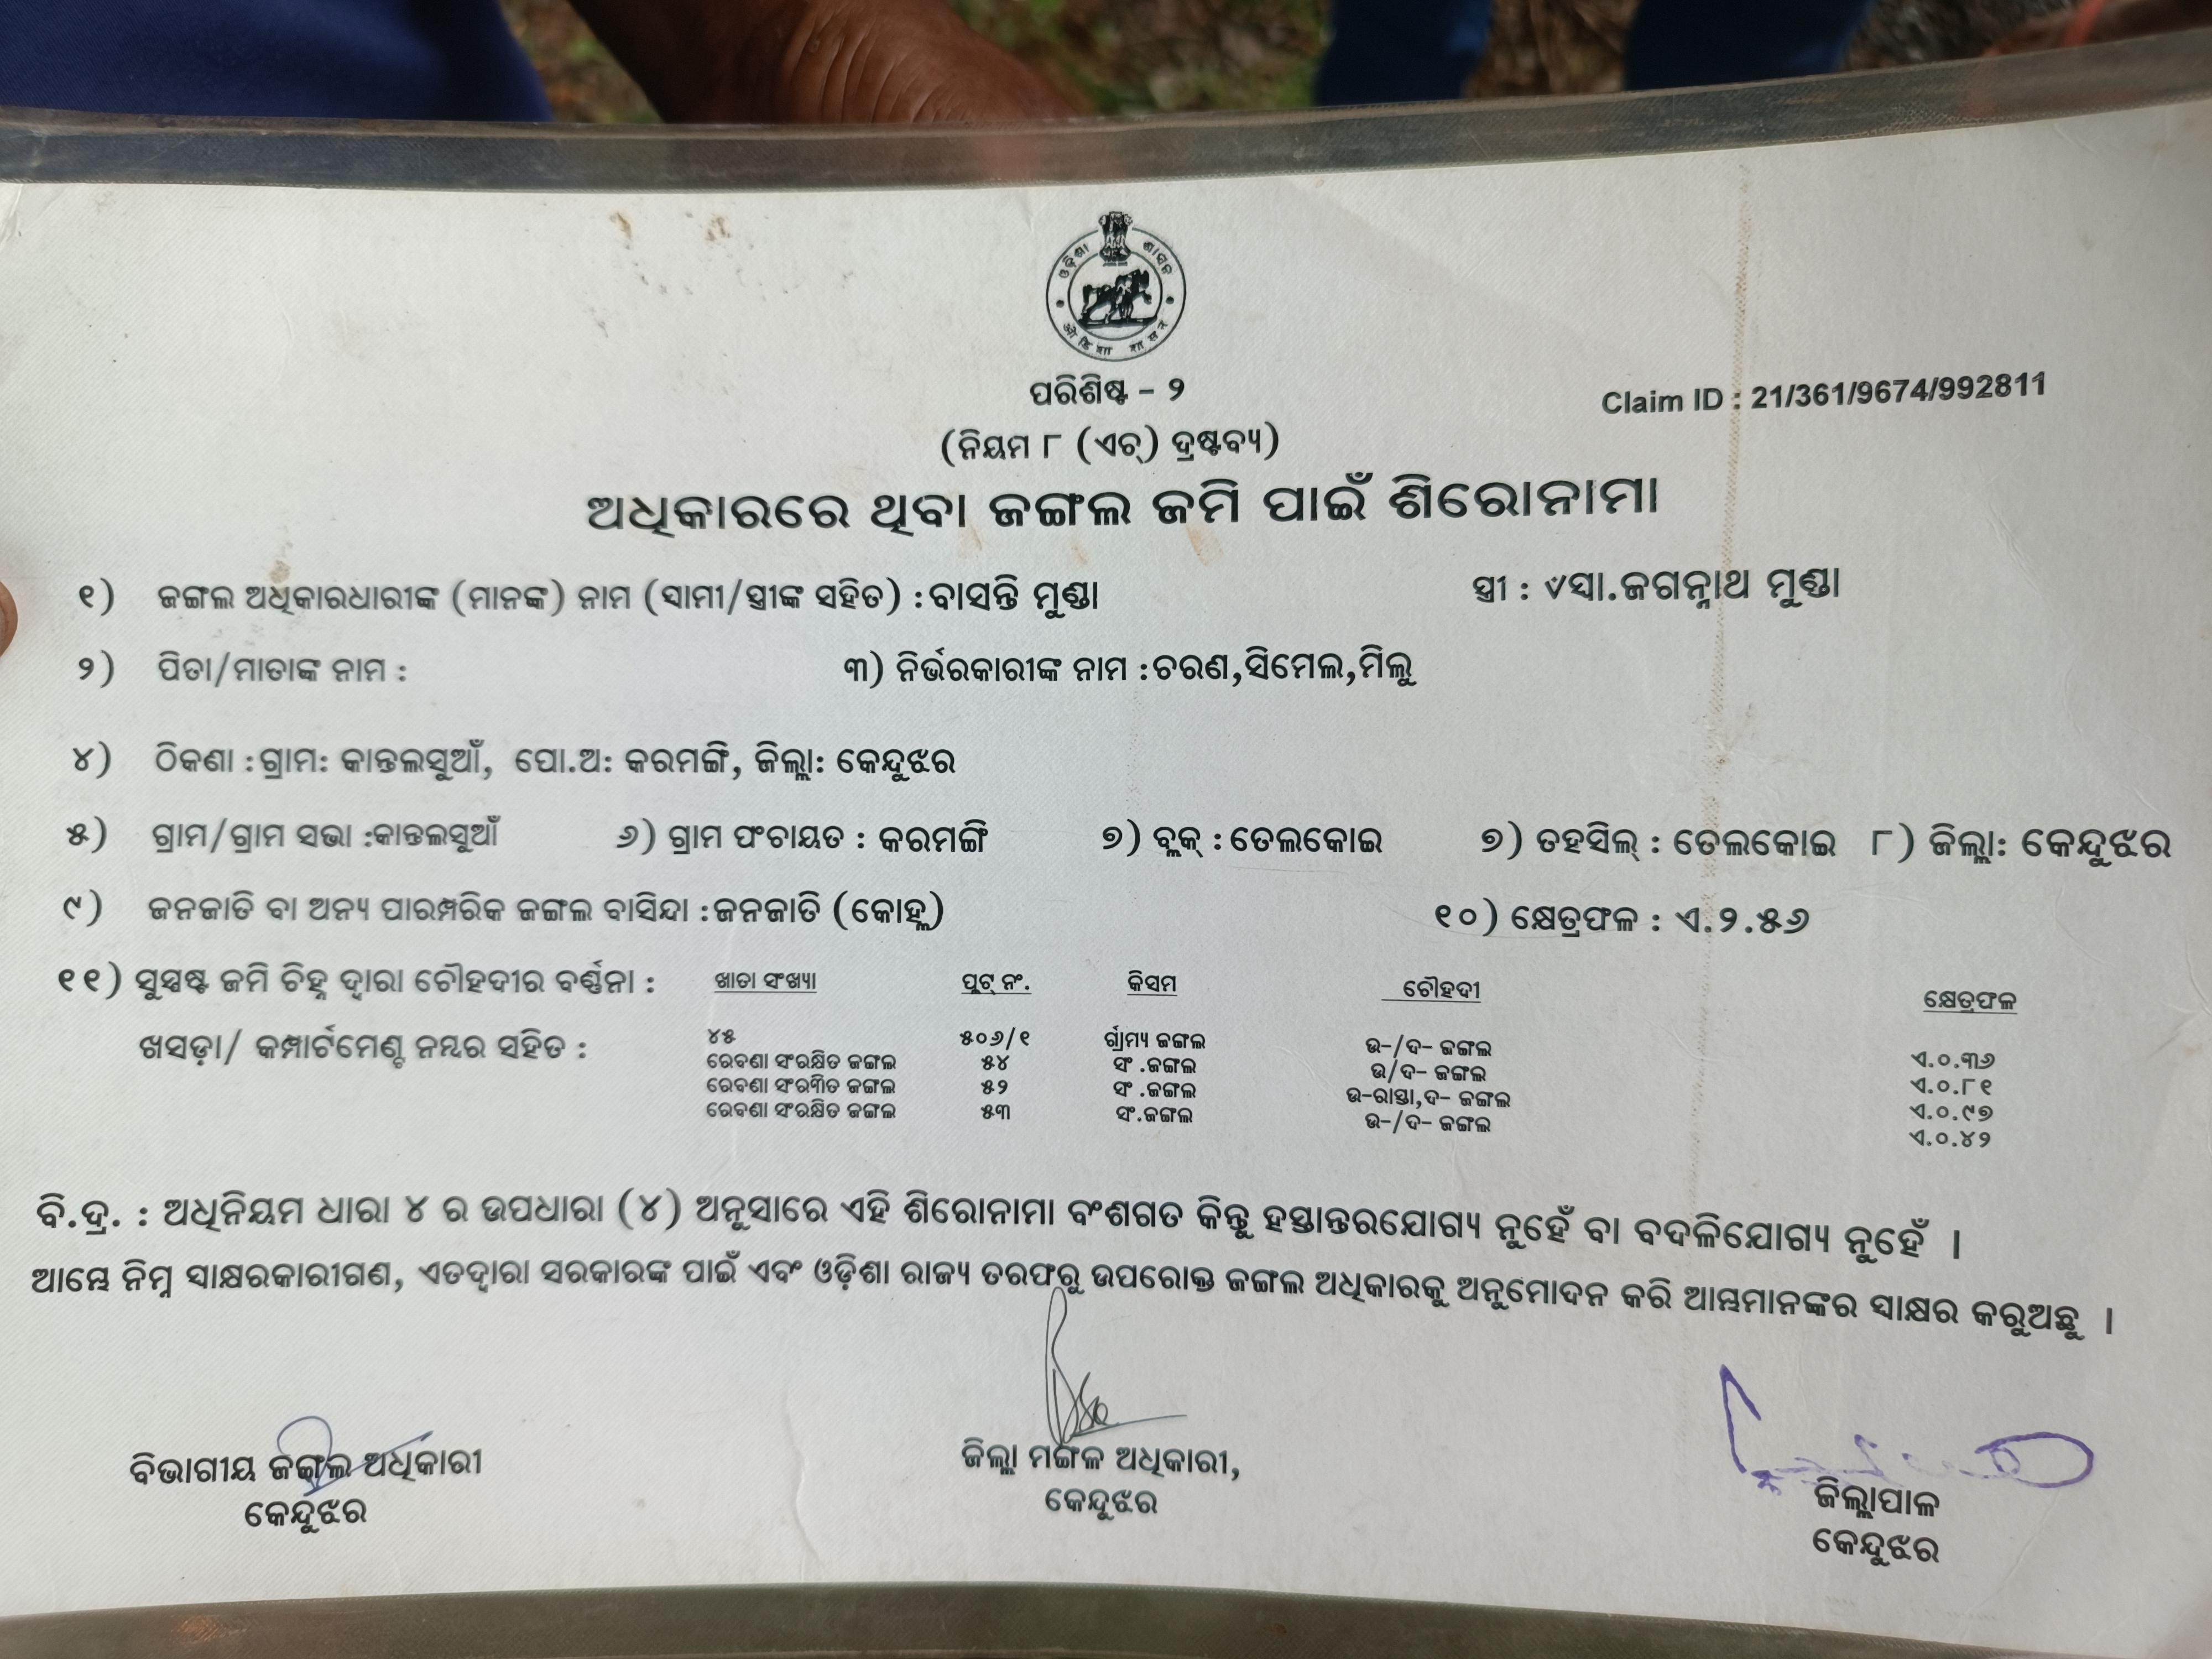 ଓଡ଼ିଶା ଶାସନ
ओडिशा शासन
ପରିଶିଷ୍ଟ - ୨
Claim ID : 21/361/9674/992811
(ନିୟମ ୮ (ଏଚ୍) ଦ୍ରଷ୍ଟବ୍ୟ)
ଅଧିକାରରେ ଥିବା ଜଙ୍ଗଲ ଜମି ପାଇଁ ଶିରୋନାମା
୧) ଜଙ୍ଗଲ ଅଧିକାରଧାରୀଙ୍କ (ମାନଙ୍କ) ନାମ (ସ୍ୱାମୀ/ସ୍ତ୍ରୀଙ୍କ ସହିତ) : ବାସନ୍ତି ମୁଣ୍ଡା ସ୍ତ୍ରୀ : ୰ସ୍ୱା.ଜଗନ୍ନାଥ ମୁଣ୍ଡା
୨) ପିତା/ମାତାଙ୍କ ନାମ : ୩) ନିର୍ଭରକାରୀଙ୍କ ନାମ : ଚରଣ,ସିମେଲ,ମିଲୁ
୪) ଠିକଣା : ଗ୍ରାମ: କାନ୍ତଲସୁଆଁ, ପୋ.ଅ: କରମଙ୍ଗି, ଜିଲ୍ଲା: କେନ୍ଦୁଝର
୫) ଗ୍ରାମ/ଗ୍ରାମ ସଭା :କାନ୍ତଲସୁଆଁ ୬) ଗ୍ରାମ ପଂଚାୟତ : କରମଙ୍ଗି ୭) ବ୍ଲକ୍ : ତେଲକୋଇ ୭) ତହସିଲ୍ : ତେଲକୋଇ ୮) ଜିଲ୍ଲା: କେନ୍ଦୁଝର
୯) ଜନଜାତି ବା ଅନ୍ୟ ପାରମ୍ପରିକ ଜଙ୍ଗଲ ବାସିନ୍ଦା : ଜନଜାତି (କୋହ୍ଲ) ୧୦) କ୍ଷେତ୍ରଫଳ : ଏ.୨.୫୬
୧୧) ସୁସ୍ପଷ୍ଟ ଜମି ଚିହ୍ନ ଦ୍ୱାରା ଚୌହଦୀର ବର୍ଣ୍ଣନା : ଖାତା ସଂଖ୍ୟା ପ୍ଲଟ୍ ନଂ. କିସମ ଚୌହଦୀ କ୍ଷେତ୍ରଫଳ
ଖସଡ଼ା/ କମ୍ପାର୍ଟମେଣ୍ଟ ନମ୍ବର ସହିତ : ୪୫ ୫୦୬/୧ ର୍ଗ୍ରାମ୍ୟ ଜଙ୍ଗଲ ଉ-/ଦ- ଜଙ୍ଗଲ ଏ.୦.୩୬
ରେବଣା ସଂରକ୍ଷିତ ଜଙ୍ଗଲ ୫୪ ସଂ .ଜଙ୍ଗଲ ଉ/ଦ- ଜଙ୍ଗଲ ଏ.୦.୮୧
ରେବଣା ସଂରକ୍ଷିତ ଜଙ୍ଗଲ ୫୨ ସଂ .ଜଙ୍ଗଲ ଉ-ରାସ୍ତା,ଦ- ଜଙ୍ଗଲ ଏ.୦.୯୭
ରେବଣା ସଂରକ୍ଷିତ ଜଙ୍ଗଲ ୫୩ ସଂ.ଜଙ୍ଗଲ ଉ-/ଦ- ଜଙ୍ଗଲ ଏ.୦.୪୨
ବି.ଦ୍ର. : ଅଧିନିୟମ ଧାରା ୪ ର ଉପଧାରା (୪) ଅନୁସାରେ ଏହି ଶିରୋନାମା ବଂଶଗତ କିନ୍ତୁ ହସ୍ତାନ୍ତରଯୋଗ୍ୟ ନୁହେଁ ବା ବଦଳିଯୋଗ୍ୟ ନୁହେଁ ।
ଆମ୍ଭେ ନିମ୍ନ ସ୍ୱାକ୍ଷରକାରୀଗଣ, ଏତଦ୍ୱାରା ସରକାରଙ୍କ ପାଇଁ ଏବଂ ଓଡ଼ିଶା ରାଜ୍ୟ ତରଫରୁ ଉପରୋକ୍ତ ଜଙ୍ଗଲ ଅଧିକାରକୁ ଅନୁମୋଦନ କରି ଆମ୍ଭମାନଙ୍କର ସ୍ୱାକ୍ଷର କରୁଅଛୁ ।
ବିଭାଗୀୟ ଜଙ୍ଗଲ ଅଧିକାରୀ
କେନ୍ଦୁଝର
ଜିଲ୍ଲା ମଙ୍ଗଳ ଅଧିକାରୀ,
କେନ୍ଦୁଝର
ଜିଲ୍ଲାପାଳ
କେନ୍ଦୁଝର